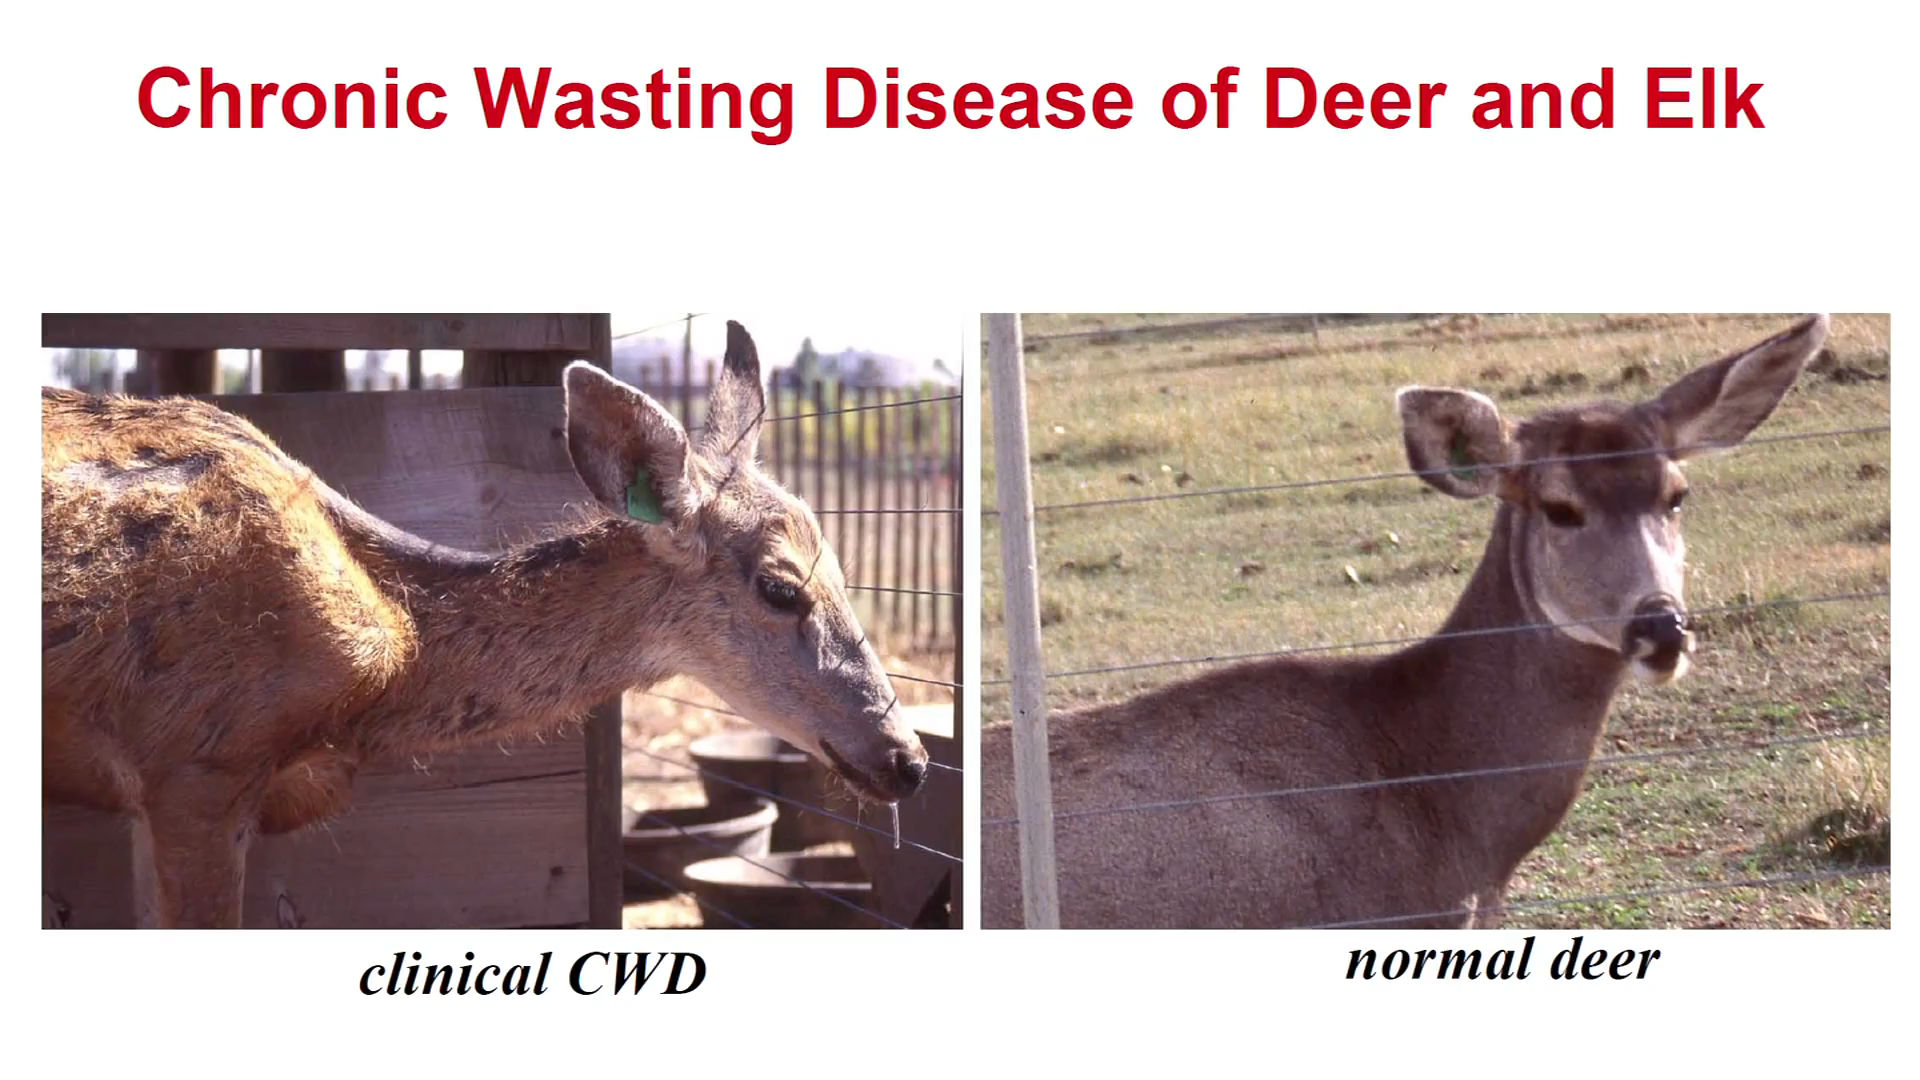 Chronic Wasting Disease of Deer and Elk
clinical CWD
normal deer